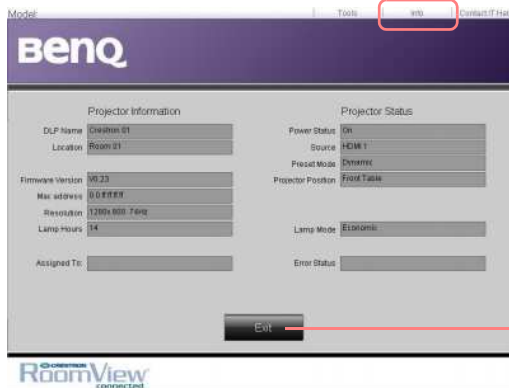 Model:
Tools
Info
Contact IT Hel
BenQ
Projector Information
DLP Name Crestron 01
Location Room 01
Firmware Version V0.23
Mac address
Resolution
Lamp Hours 14
Assigned To:
Projector Status
Power Status On
Source HDMI 1
Preset Mode Dynamic
Projector Position Front Table
Lamp Mode Economic
Error Status
Exit
CRESTRON
RoomView
connected